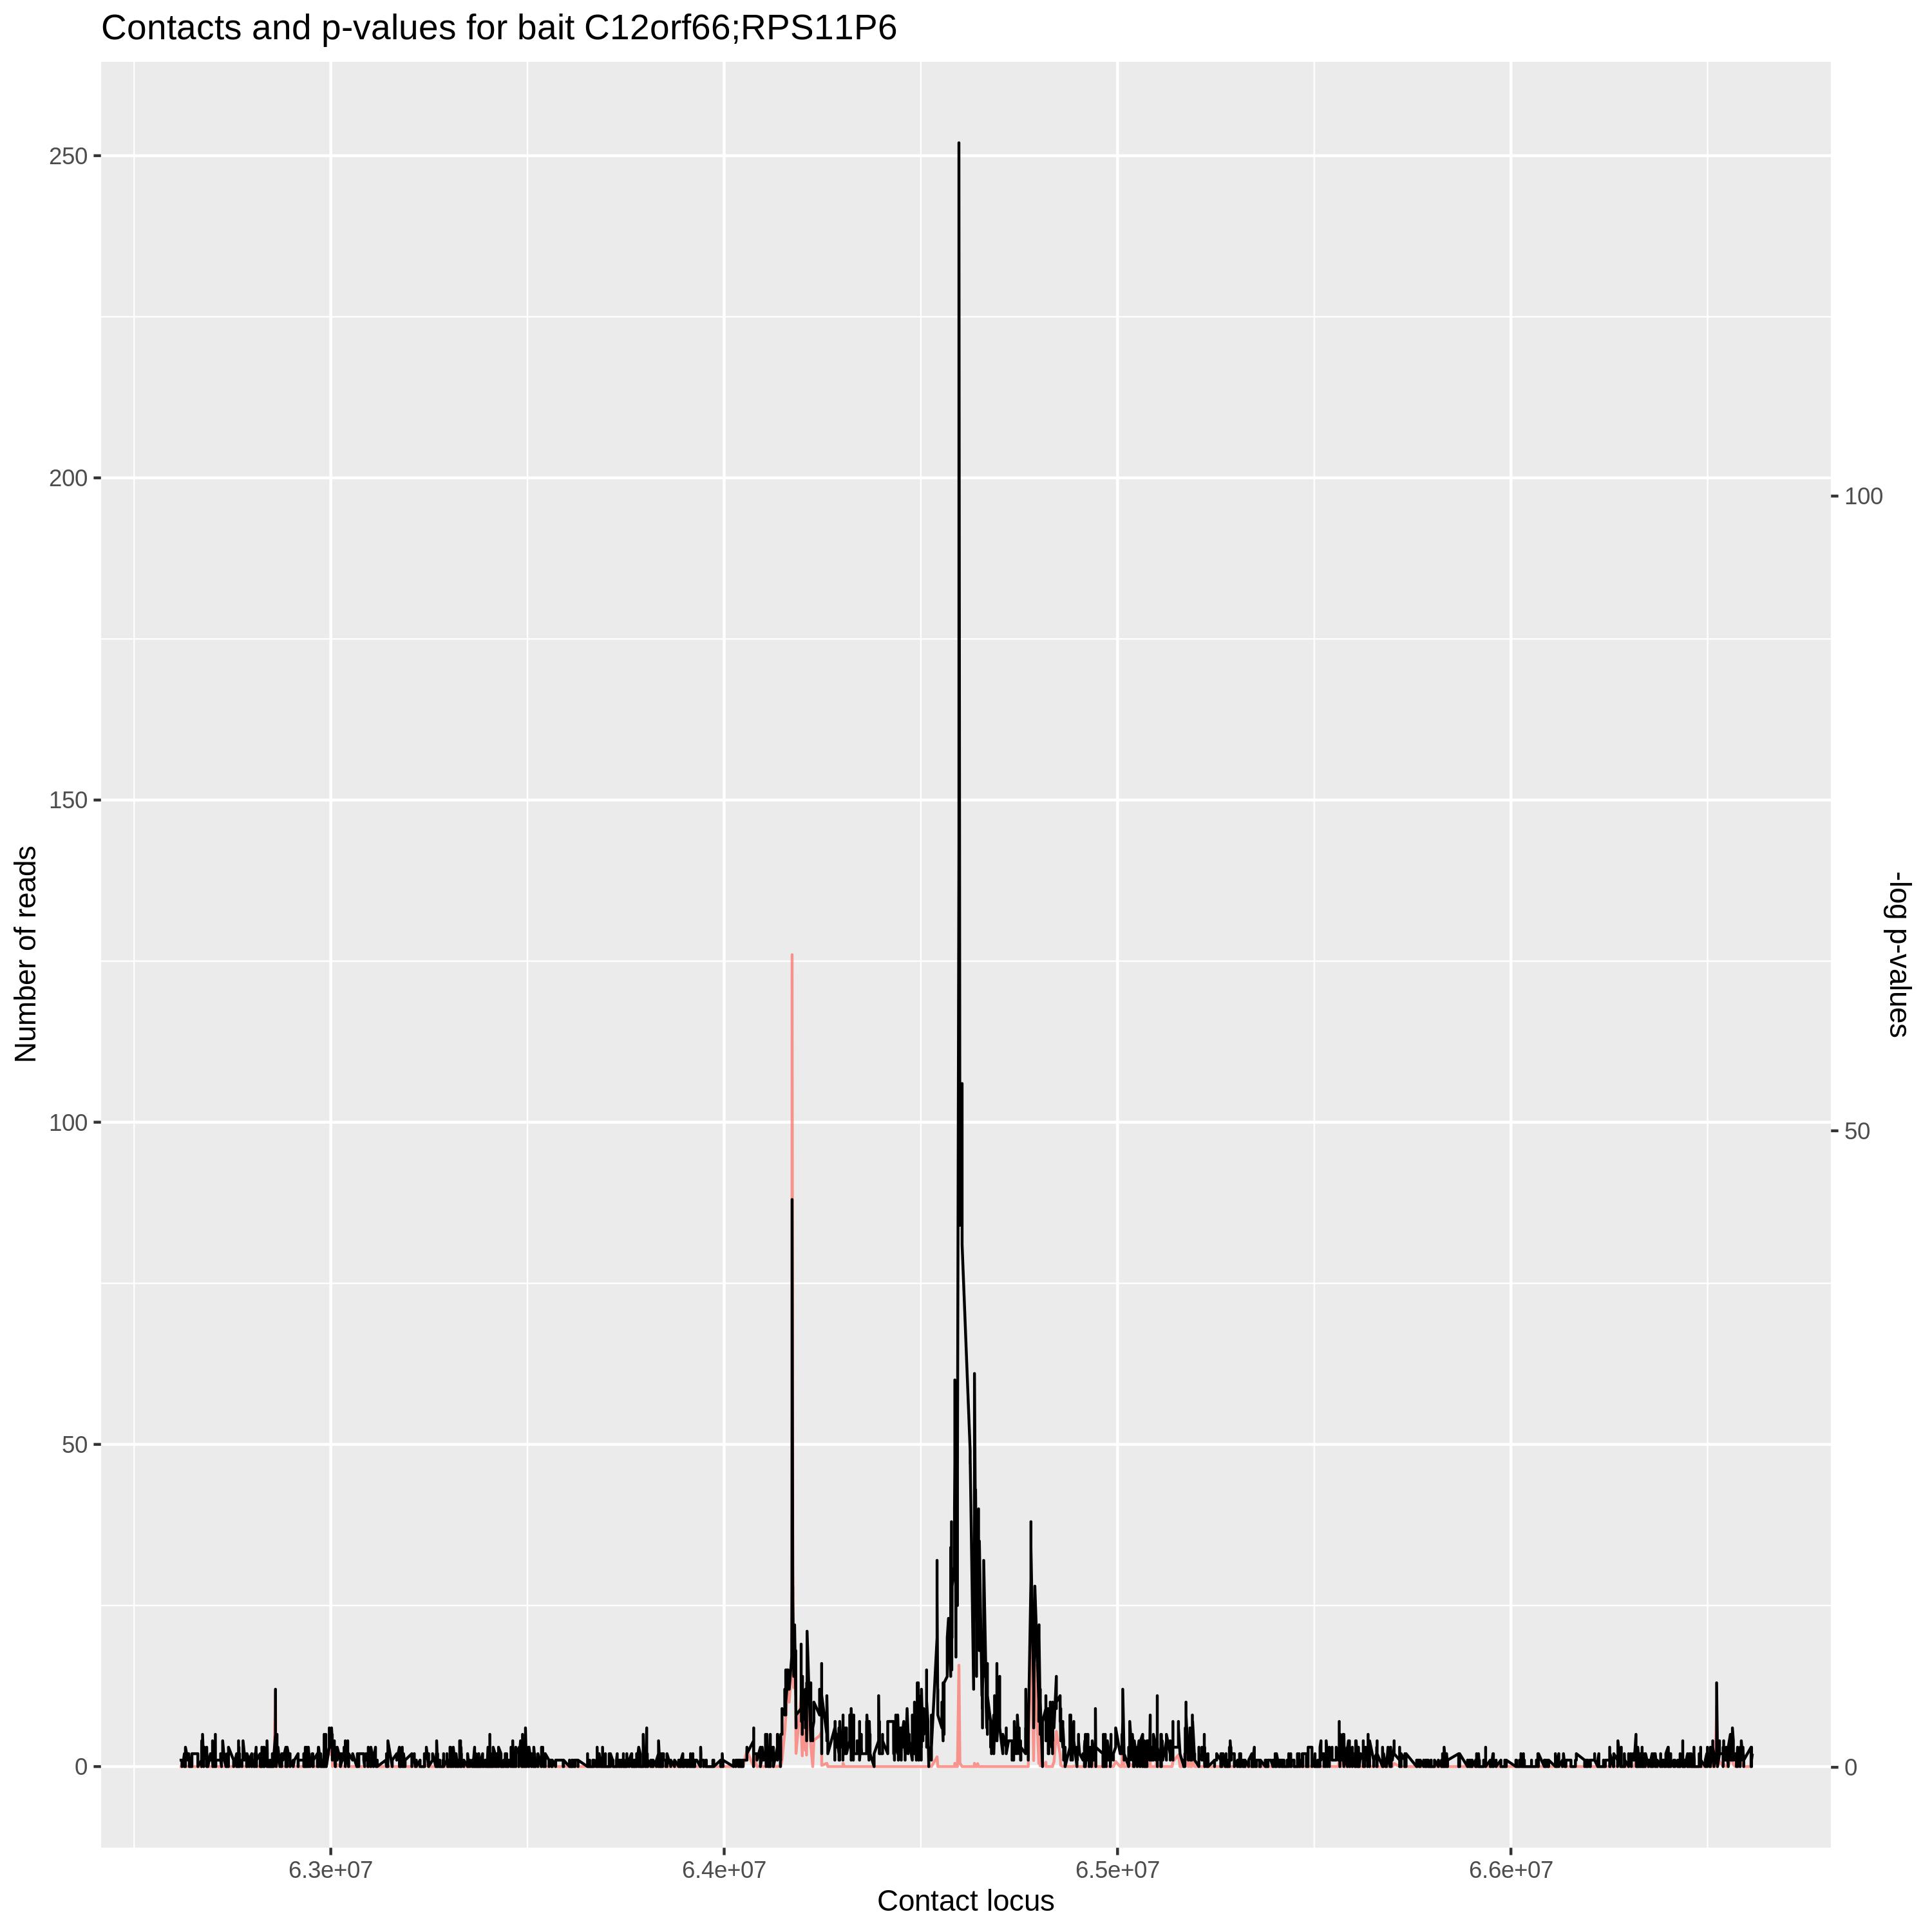 Contacts and p-values for bait C12orf66;RPS11P6
250
200
150
100
50
0
Number of reads
100
50
0
-log p-values
6.3e+07
6.4e+07
6.5e+07
6.6e+07
Contact locus